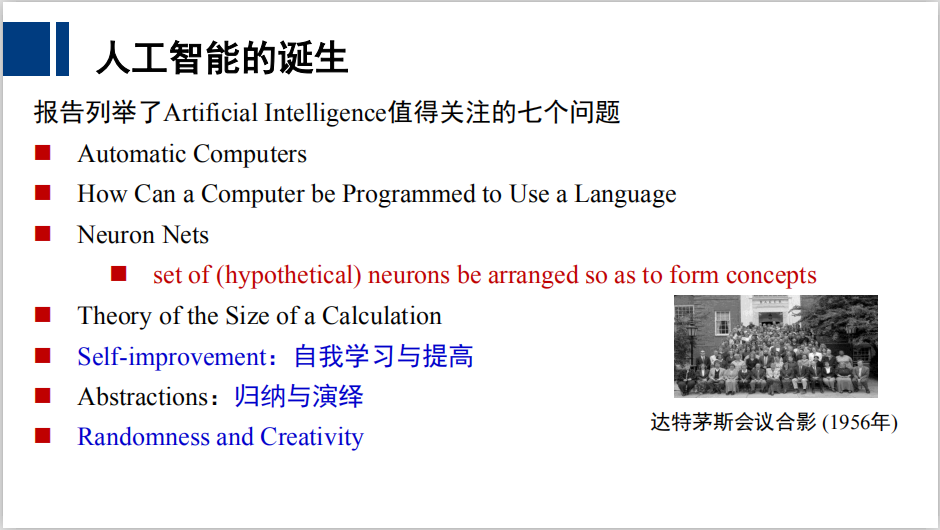 人工智能的诞生
报告列举了Artificial Intelligence值得关注的七个问题
Automatic Computers
How Can a Computer be Programmed to Use a Language
Neuron Nets
set of (hypothetical) neurons be arranged so as to form concepts
Theory of the Size of a Calculation
Self-improvement：自我学习与提高
Abstractions：归纳与演绎
Randomness and Creativity
达特茅斯会议合影 (1956年)